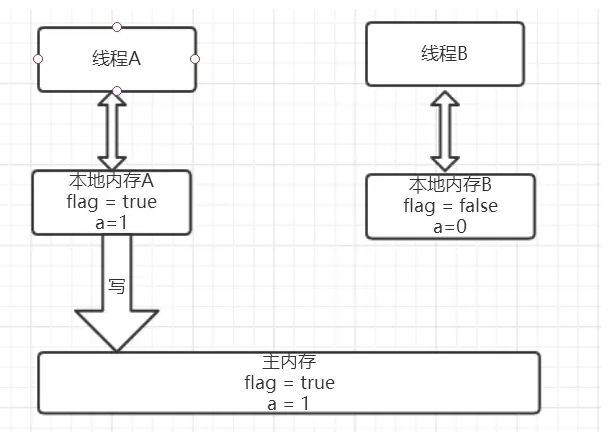 线程A
线程B
本地内存A
flag = true
a=1
本地内存B
flag = false
a=0
写
主内存
flag = true
a = 1